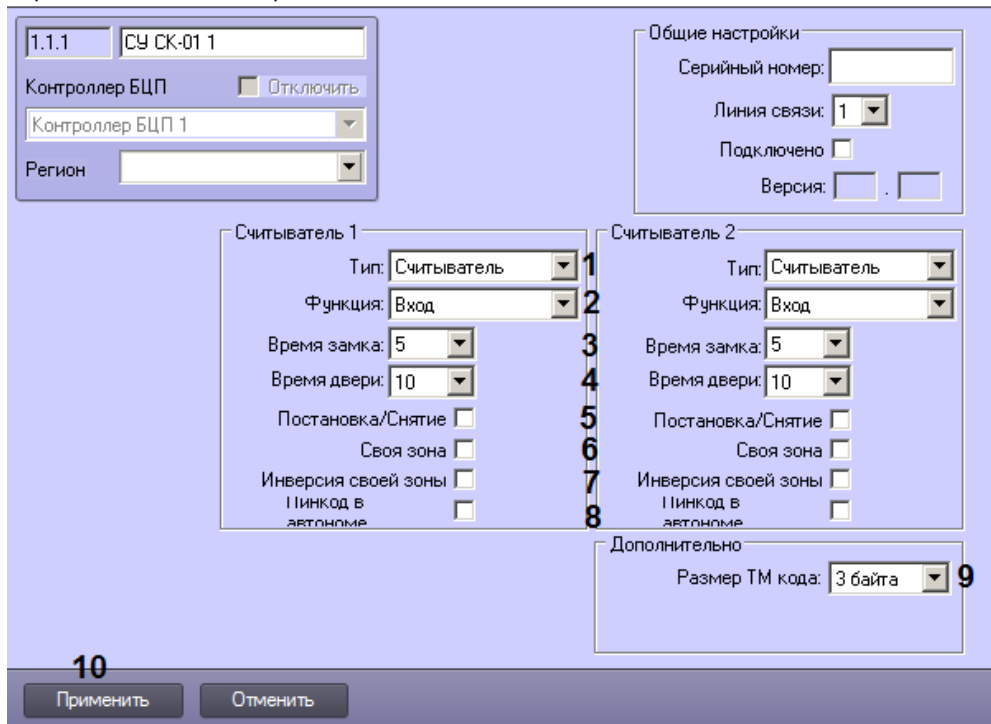 1.1.1 СУ СК-01 1
Контроллер БЦП Отключить
Контроллер БЦП 1
Регион
Общие настройки
Серийный номер:
Линия связи: 1
Подключено
Версия: .
Считыватель 1
Тип: Считыватель 1
Функция: Вход 2
Время замка: 5 3
Время двери: 10 4
Постановка/Снятие 5
Своя зона 6
Инверсия своей зоны 7
Пинкод в
автономе 8
Считыватель 2
Тип: Считыватель
Функция: Вход
Время замка: 5
Время двери: 10
Постановка/Снятие
Своя зона
Инверсия своей зоны
Пинкод в
автономе
Дополнительно
Размер ТМ кода: 3 байта 9
10
Применить Отменить